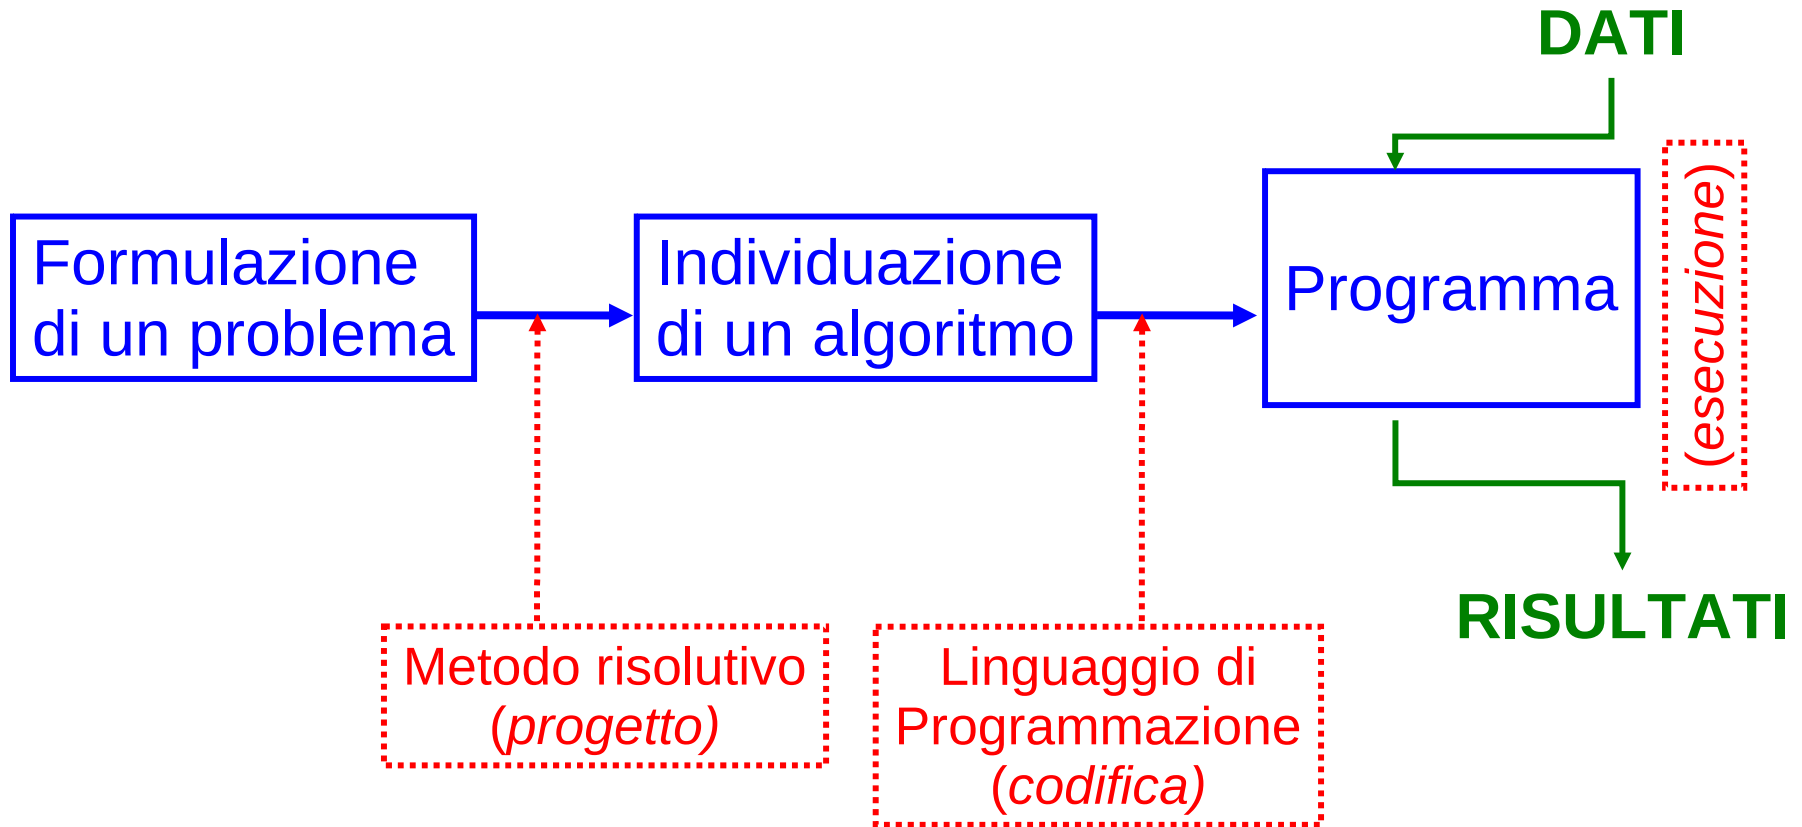 DATI
Formulazione
di un problema
Individuazione
di un algoritmo
Programma
(esecuzione)
RISULTATI
Metodo risolutivo
(progetto)
Linguaggio di
Programmazione
(codifica)